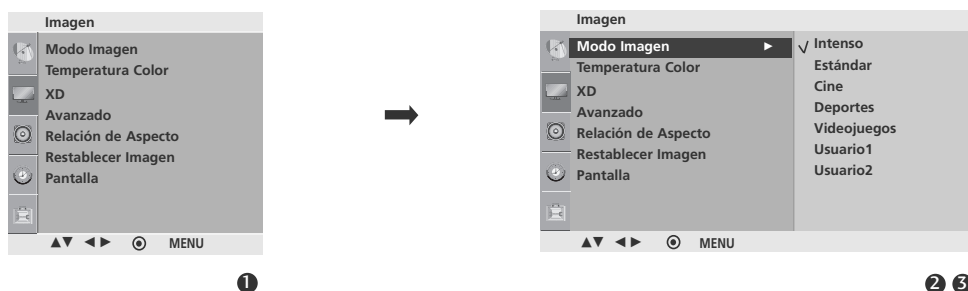 Imagen
Modo Imagen
Temperatura Color
XD
Avanzado
Relación de Aspecto
Restablecer Imagen
Pantalla
▲▼ ◄► MENU
❶
Imagen
Modo Imagen ►
Temperatura Color
XD
Avanzado
Relación de Aspecto
Restablecer Imagen
Pantalla
√ Intenso
Estándar
Cine
Deportes
Videojuegos
Usuario1
Usuario2
▲▼ ◄► MENU
❷ ❸